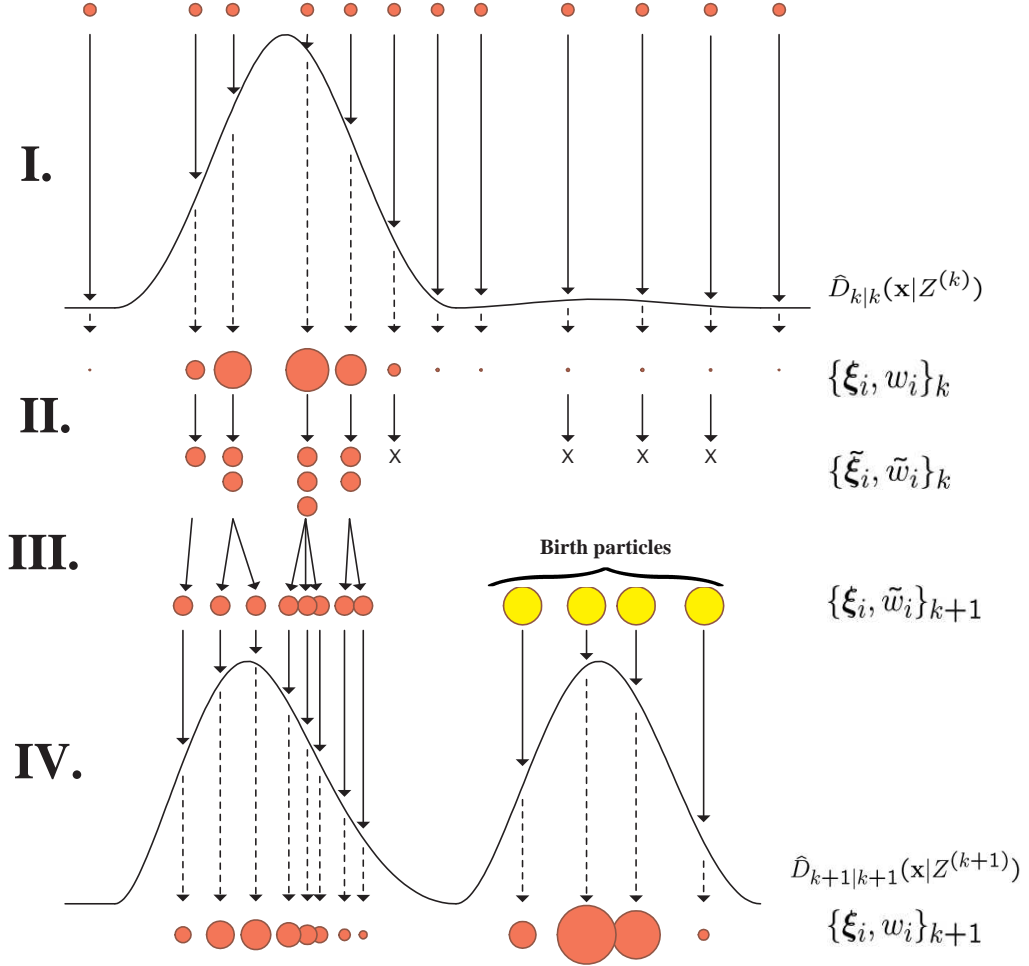 I.
D̂_{k|k}(x|Z^{(k)})
{ξ_i, w_i}_k
II.
X X X X
{ξ̃_i, w̃_i}_k
III.
Birth particles
{ξ_i, w̃_i}_{k+1}
IV.
D̂_{k+1|k+1}(x|Z^{(k+1)})
{ξ_i, w_i}_{k+1}